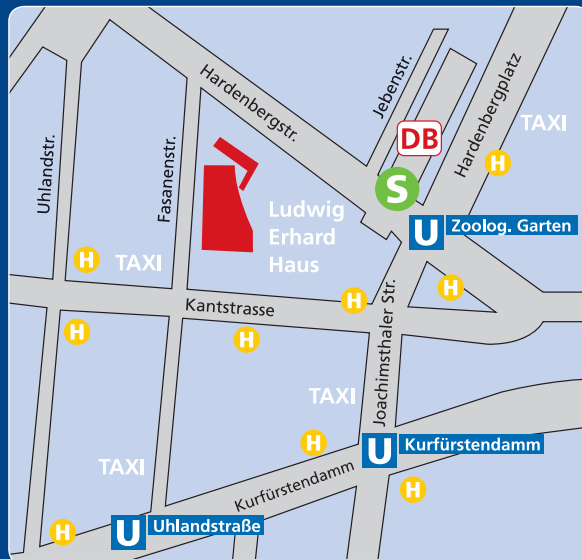 Hardenbergstr.
Jebenstr.
Hardenbergplatz
DB
TAXI
H
S
Uhlandstr.
Fasanenstr.
Ludwig
Erhard
Haus
U Zoolog. Garten
H
TAXI
H
H
Kantstrasse
H
H
Joachimsthaler Str.
TAXI
H
U Kurfürstendamm
TAXI
Kurfürstendamm
H
H
U Uhlandstraße